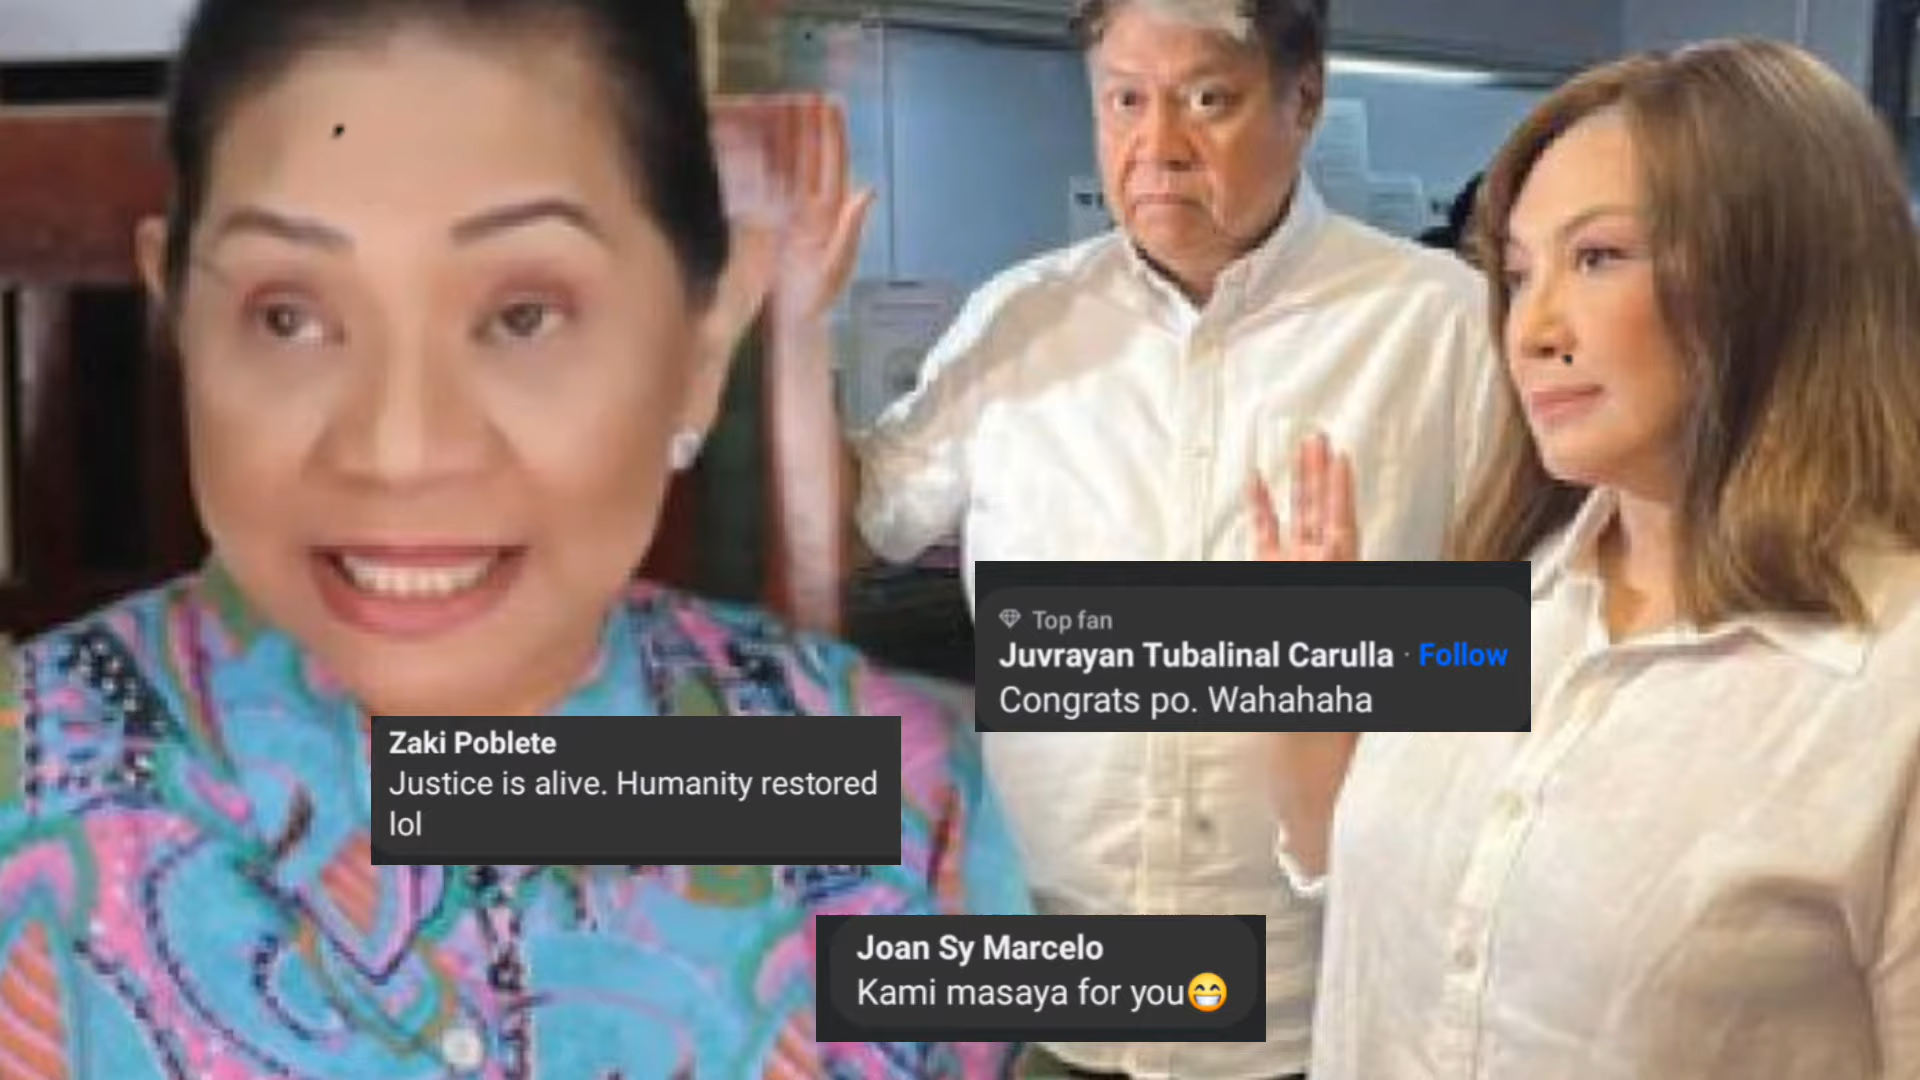 Top fan
Juvrayan Tubalinal Carulla · Follow
Congrats po. Wahahaha
Zaki Poblete
Justice is alive. Humanity restored
lol
Joan Sy Marcelo
Kami masaya for you😁